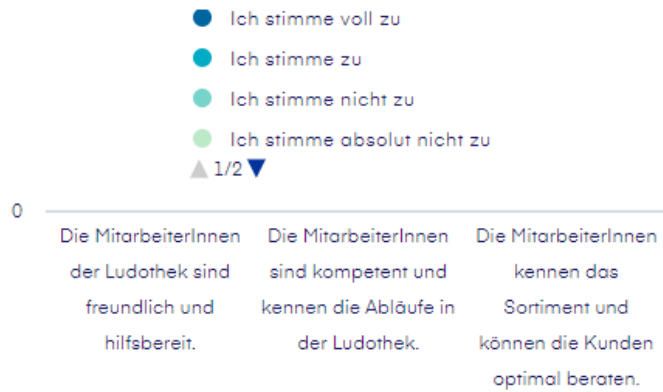 Ich stimme voll zu
Ich stimme zu
Ich stimme nicht zu
Ich stimme absolut nicht zu
1/2
0
Die MitarbeiterInnen
der Ludothek sind
freundlich und
hilfsbereit.
Die MitarbeiterInnen
sind kompetent und
kennen die Abläufe in
der Ludothek.
Die MitarbeiterInnen
kennen das
Sortiment und
können die Kunden
optimal beraten.